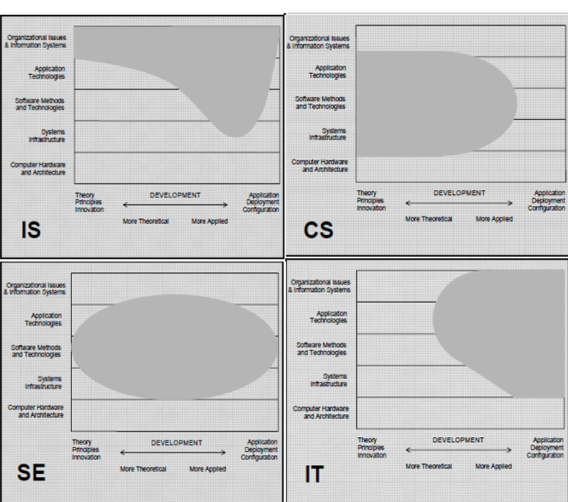 Organizational Issues
& Information Systems
Application
Technologies
Software Methods
and Technologies
Systems
Infrastructure
Computer Hardware
and Architecture
Theory
Principles
Innovation
DEVELOPMENT
More Theoretical More Applied
Application
Deployment
Configuration
IS
Organizational Issues
& Information Systems
Application
Technologies
Software Methods
and Technologies
Systems
Infrastructure
Computer Hardware
and Architecture
Theory
Principles
Innovation
DEVELOPMENT
More Theoretical More Applied
Application
Deployment
Configuration
CS
Organizational Issues
& Information Systems
Application
Technologies
Software Methods
and Technologies
Systems
Infrastructure
Computer Hardware
and Architecture
Theory
Principles
Innovation
DEVELOPMENT
More Theoretical More Applied
Application
Deployment
Configuration
SE
Organizational Issues
& Information Systems
Application
Technologies
Software Methods
and Technologies
Systems
Infrastructure
Computer Hardware
and Architecture
Theory
Principles
Innovation
DEVELOPMENT
More Theoretical More Applied
Application
Deployment
Configuration
IT